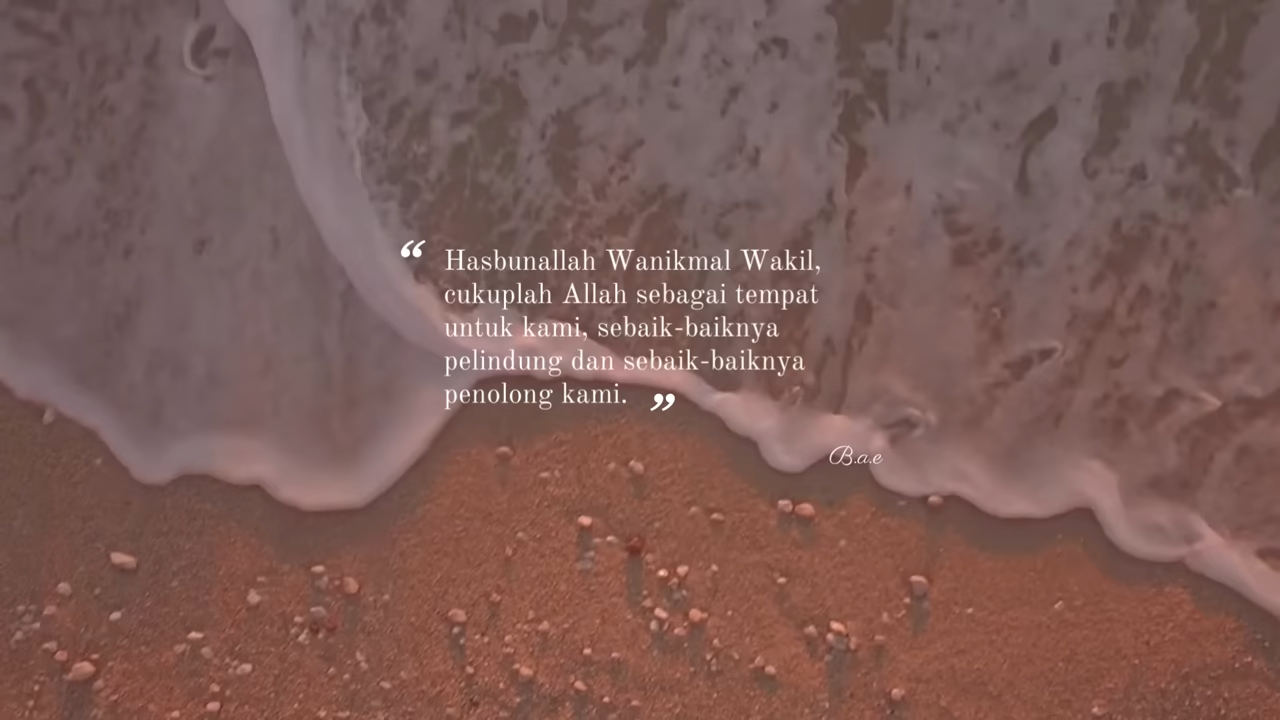 “ Hasbunallah Wanikmal Wakil,
cukuplah Allah sebagai tempat
untuk kami, sebaik-baiknya
pelindung dan sebaik-baiknya
penolong kami. ”
B.a.e